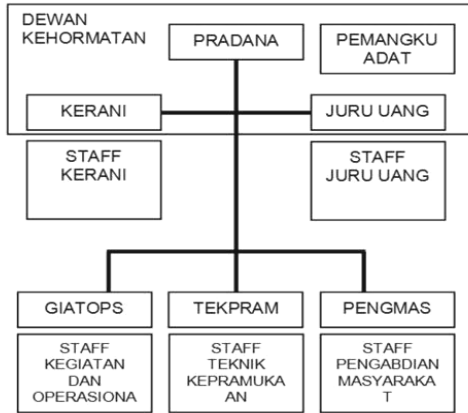 DEWAN
KEHORMATAN
PRADANA
PEMANGKU
ADAT
KERANI
JURU UANG
STAFF
KERANI
STAFF
JURU UANG
GIATOPS
TEKPRAM
PENGMAS
STAFF
KEGIATAN
DAN
OPERASIONA
STAFF
TEKNIK
KEPRAMUKA
AN
STAFF
PENGABDIAN
MASYARAKA
T